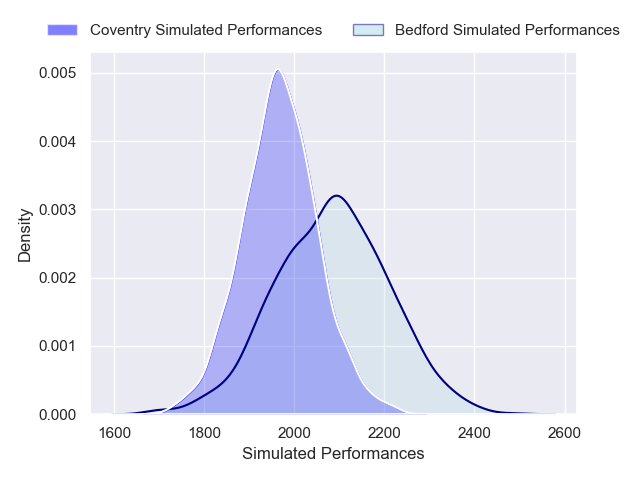 Coventry Simulated Performances Bedford Simulated Performances
0.005
0.004
0.003
0.002
0.001
0.000
Density
1600 1800 2000 2200 2400 2600
Simulated Performances